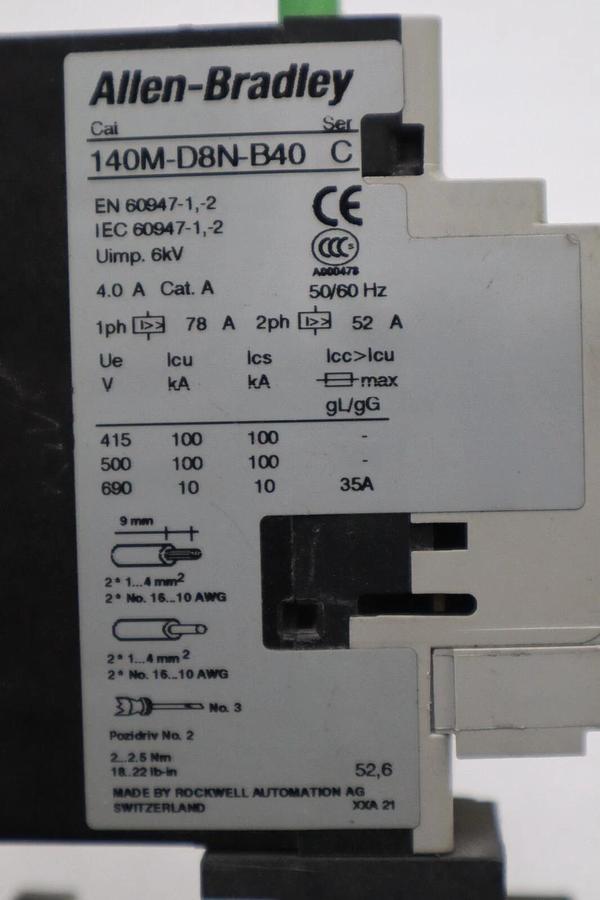 Allen-Bradley
Cat Ser
140M-D8N-B40 C
EN 60947-1,-2
IEC 60947-1,-2
Uimp. 6kV
CE
CCC S
A000478
4.0 A Cat. A 50/60 Hz
1ph I>> 78 A 2ph I>> 52 A
Ue Icu Ics Icc>Icu
V kA kA max
gL/gG
415 100 100 -
500 100 100 -
690 10 10 35A
9 mm
2 * 1...4 mm2
2 * No. 16...10 AWG
2 * 1...4 mm2
2 * No. 16...10 AWG
No. 3
Pozidriv No. 2
2...2.5 Nm
18..22 lb-in 52,6
MADE BY ROCKWELL AUTOMATION AG
SWITZERLAND XXA 21